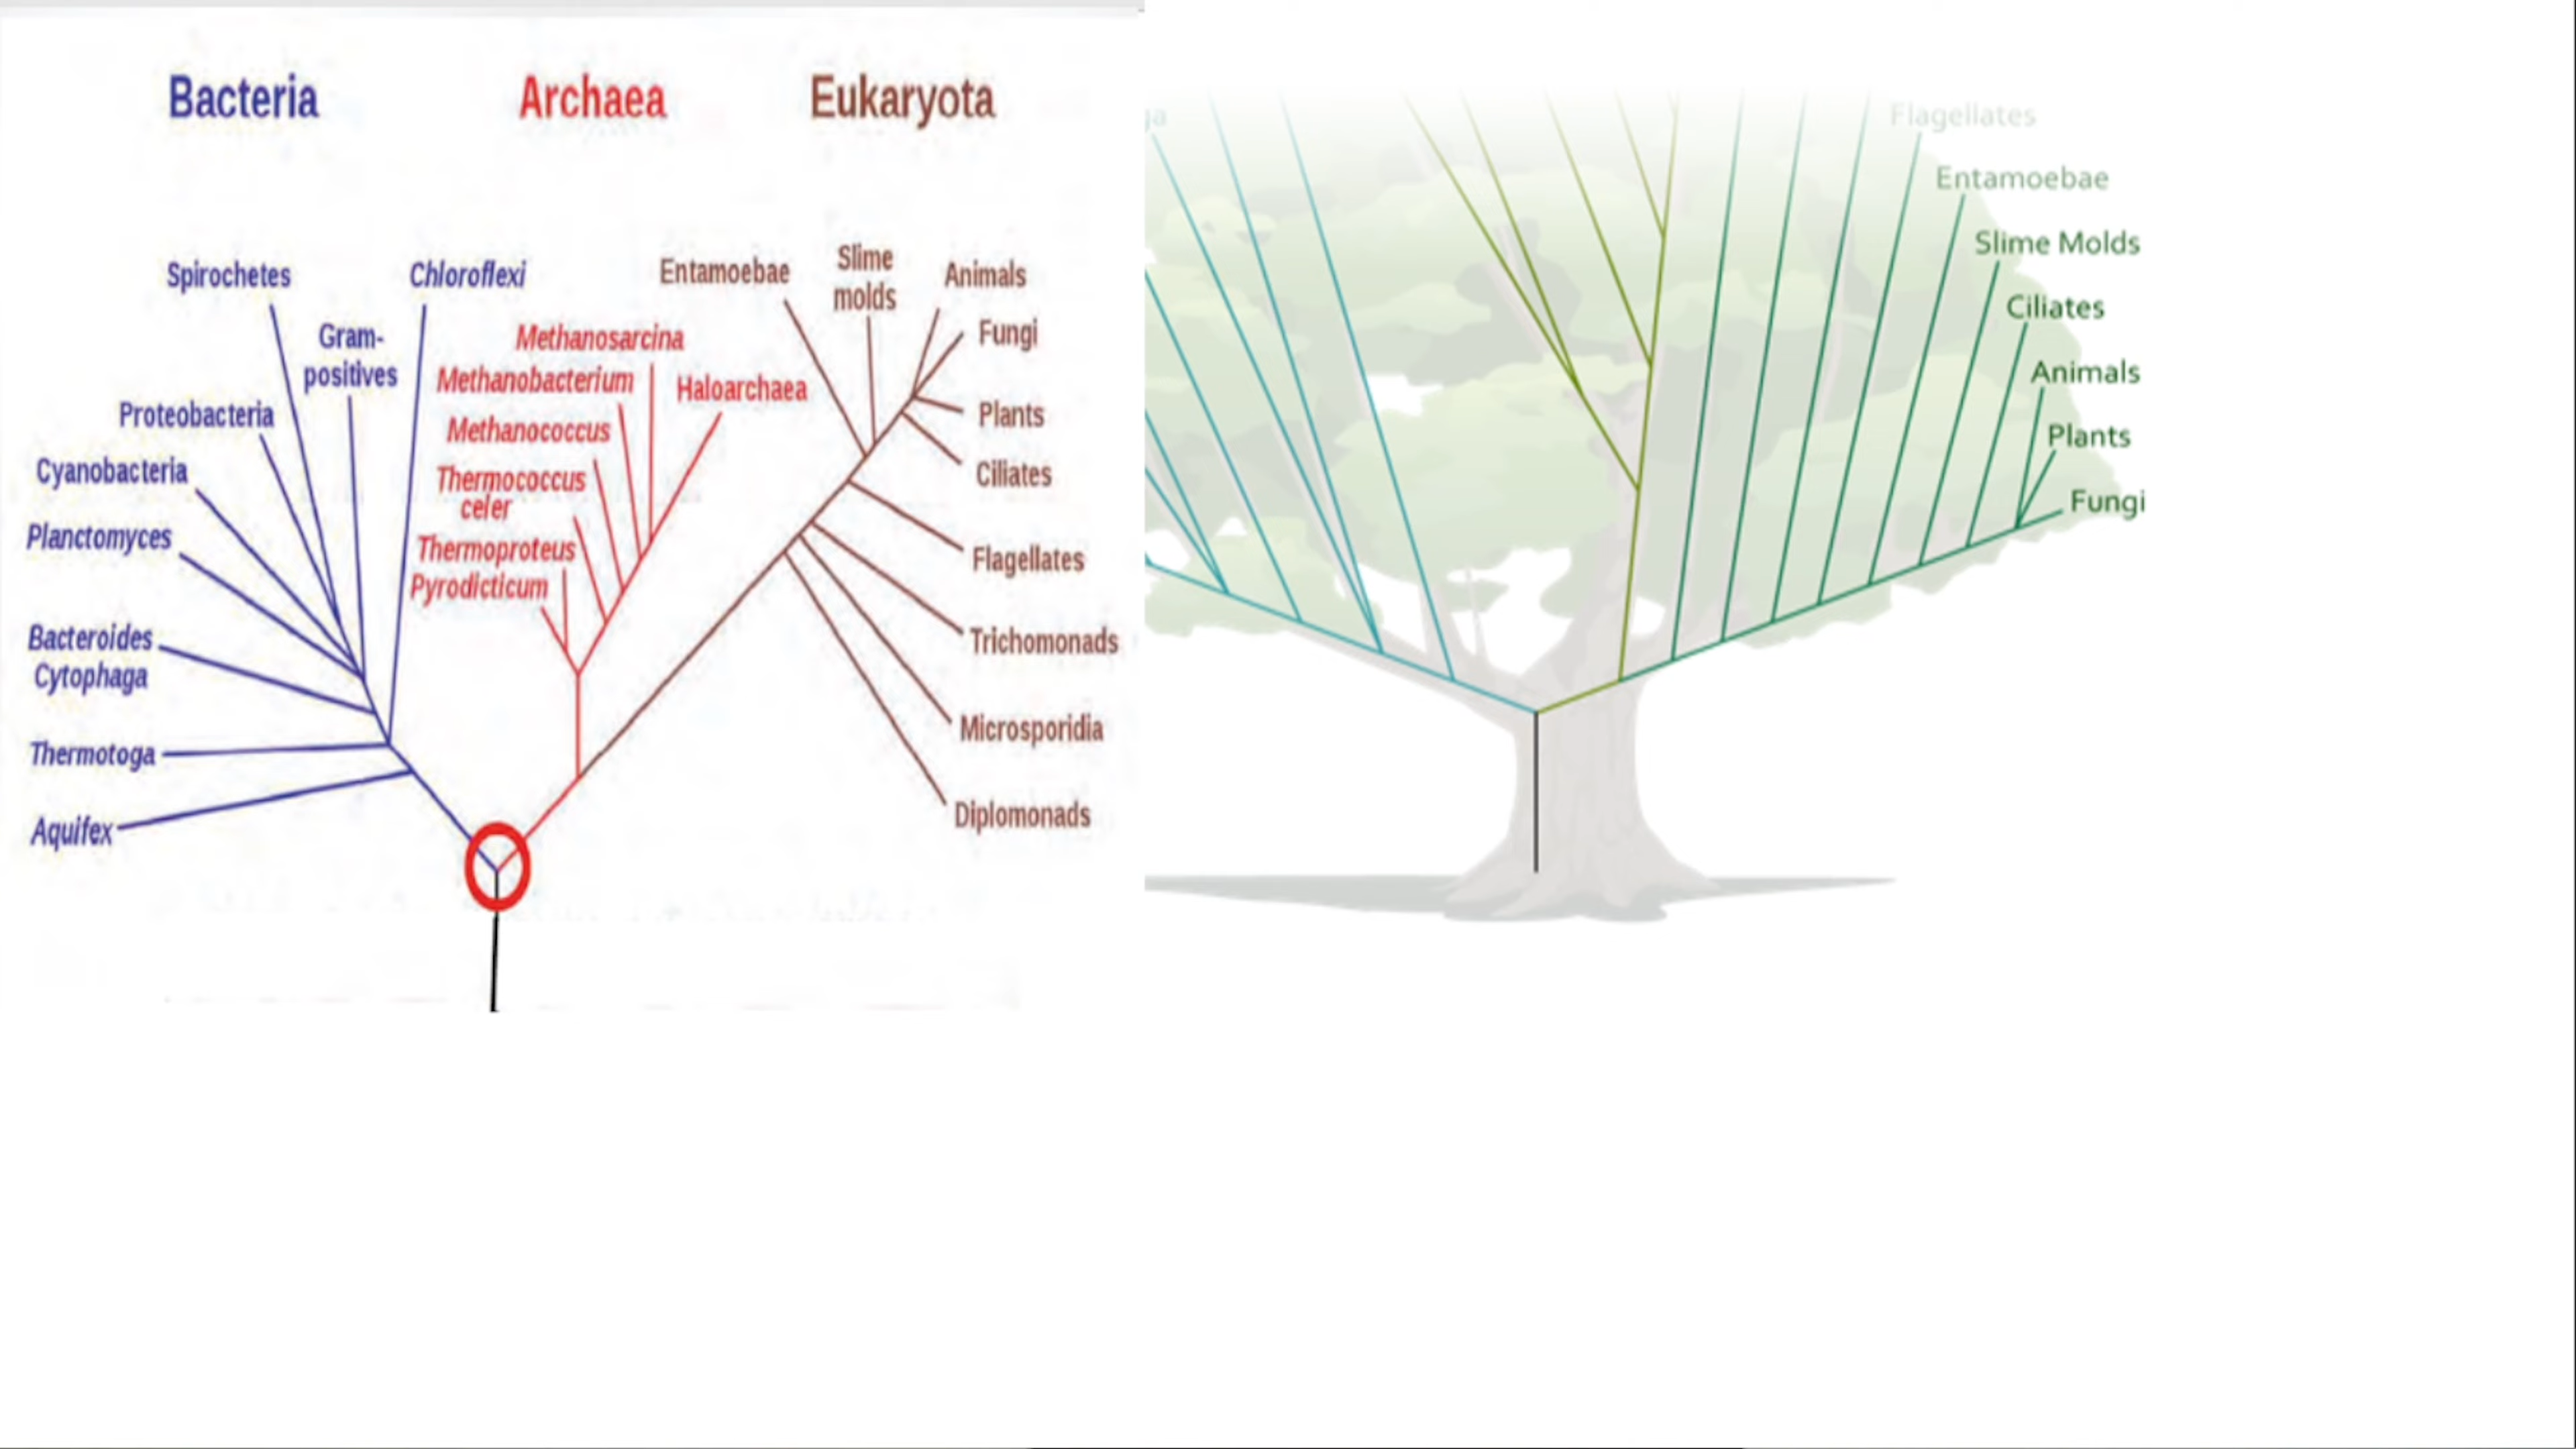 Bacteria
Archaea
Eukaryota
Spirochetes
Chloroflexi
Gram-
positives
Proteobacteria
Cyanobacteria
Planctomyces
Bacteroides
Cytophaga
Thermotoga
Aquifex
Methanosarcina
Methanobacterium
Haloarchaea
Methanococcus
Thermococcus
celer
Thermoproteus
Pyrodicticum
Entamoebae
Slime
molds
Animals
Fungi
Plants
Ciliates
Flagellates
Trichomonads
Microsporidia
Diplomonads
Flagellates
Entamoebae
Slime Molds
Ciliates
Animals
Plants
Fungi